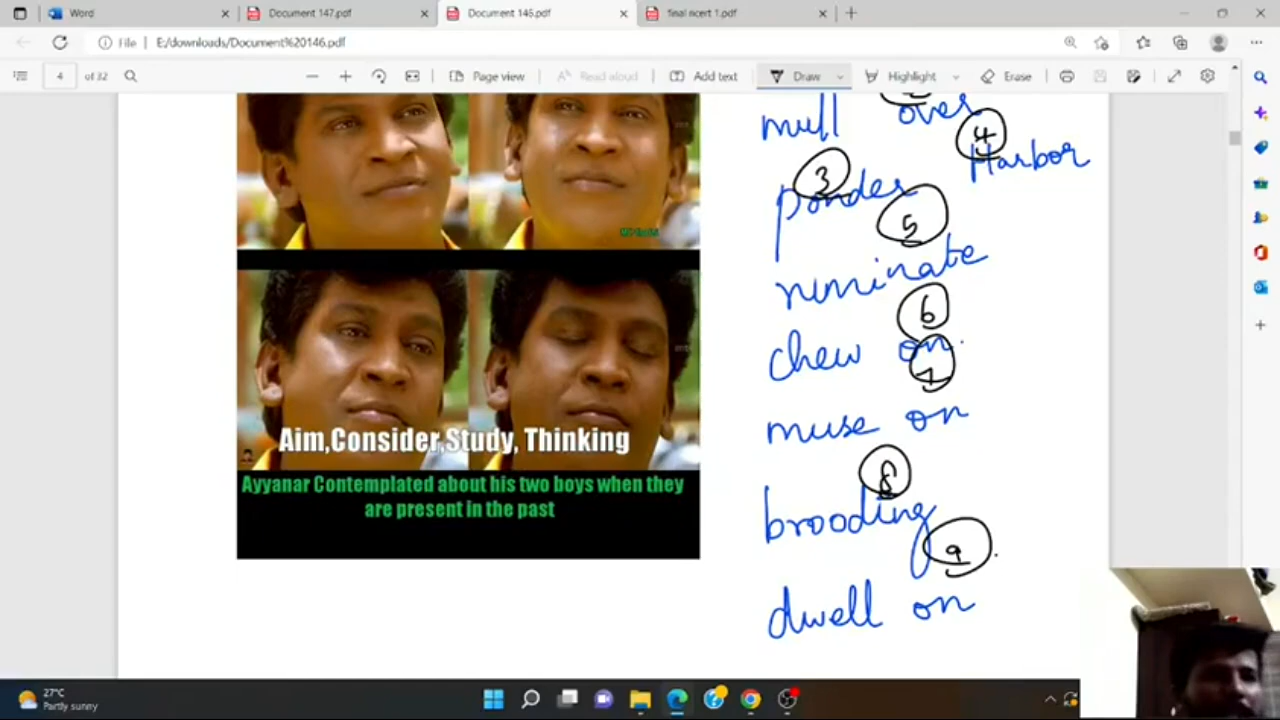 Word
Document 147.pdf
Document 146.pdf
final ncert 1.pdf
File
E:/downloads/Document%20146.pdf
4
of 32
Page view
Read aloud
Add text
Draw
Highlight
Erase
mull over
4
Harbor
3
ponder
5
ruminate
6
chew on
7
muse on
8
brooding
9
dwell on
Aim,Consider,Study, Thinking
Ayyanar Contemplated about his two boys when they
are present in the past
27°C
Partly sunny